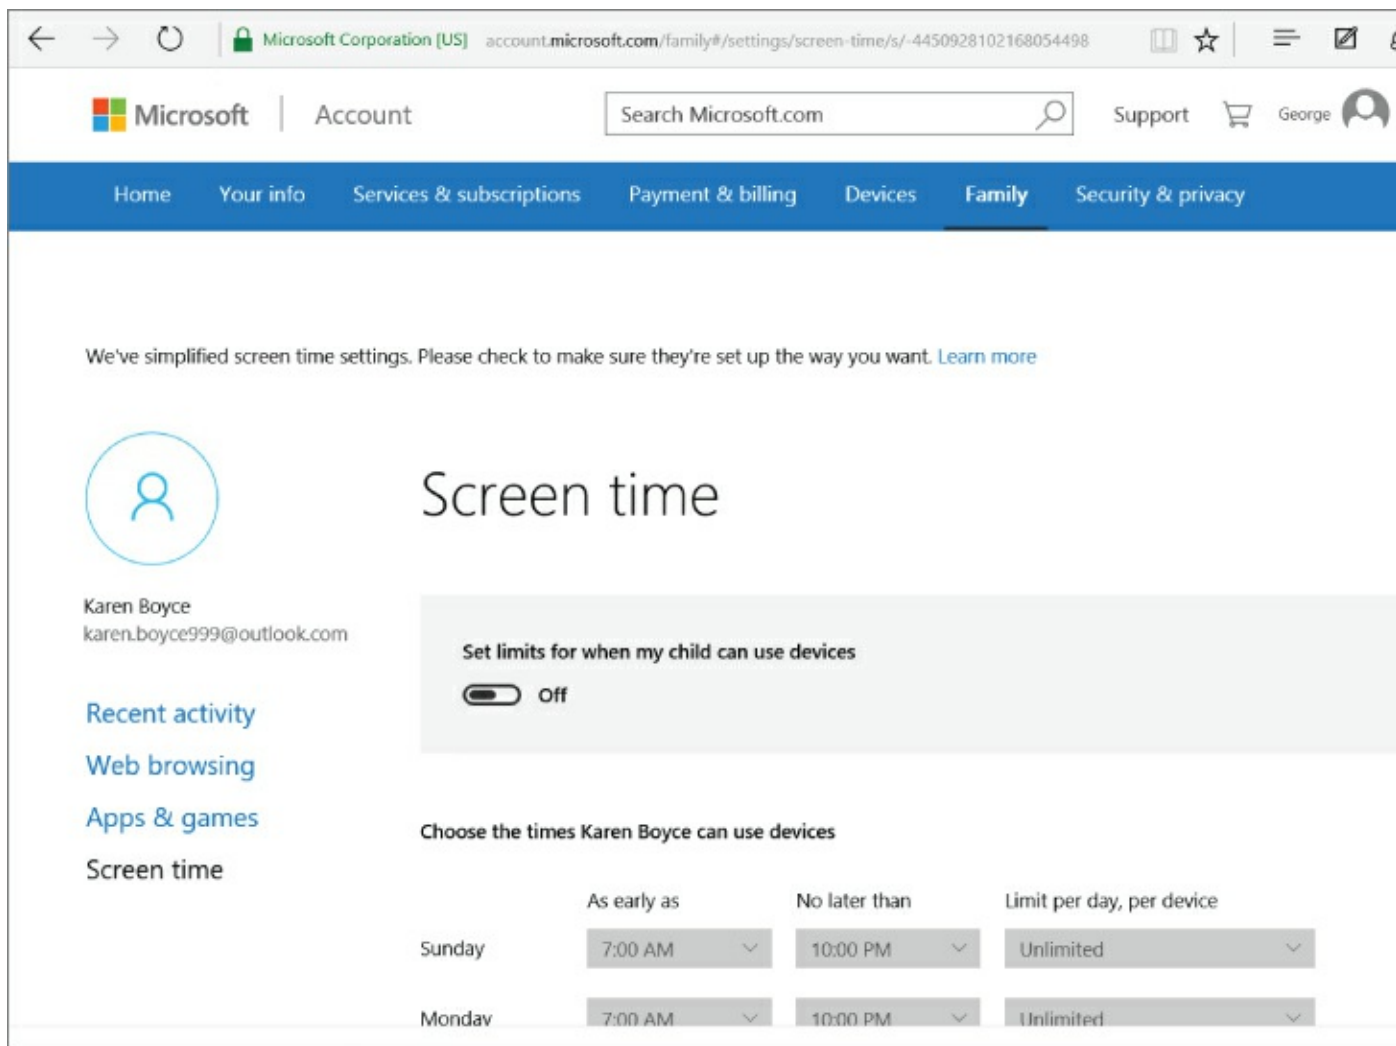 Microsoft Corporation [US] account.microsoft.com/family#/settings/screen-time/s/-4450928102168054498
Microsoft | Account Search Microsoft.com Support George
Home Your info Services & subscriptions Payment & billing Devices Family Security & privacy
We've simplified screen time settings. Please check to make sure they're set up the way you want. Learn more
Screen time
Karen Boyce
karen.boyce999@outlook.com
Set limits for when my child can use devices
Off
Recent activity
Web browsing
Apps & games
Screen time
Choose the times Karen Boyce can use devices
As early as No later than Limit per day, per device
Sunday 7:00 AM 10:00 PM Unlimited
Monday 7:00 AM 10:00 PM Unlimited